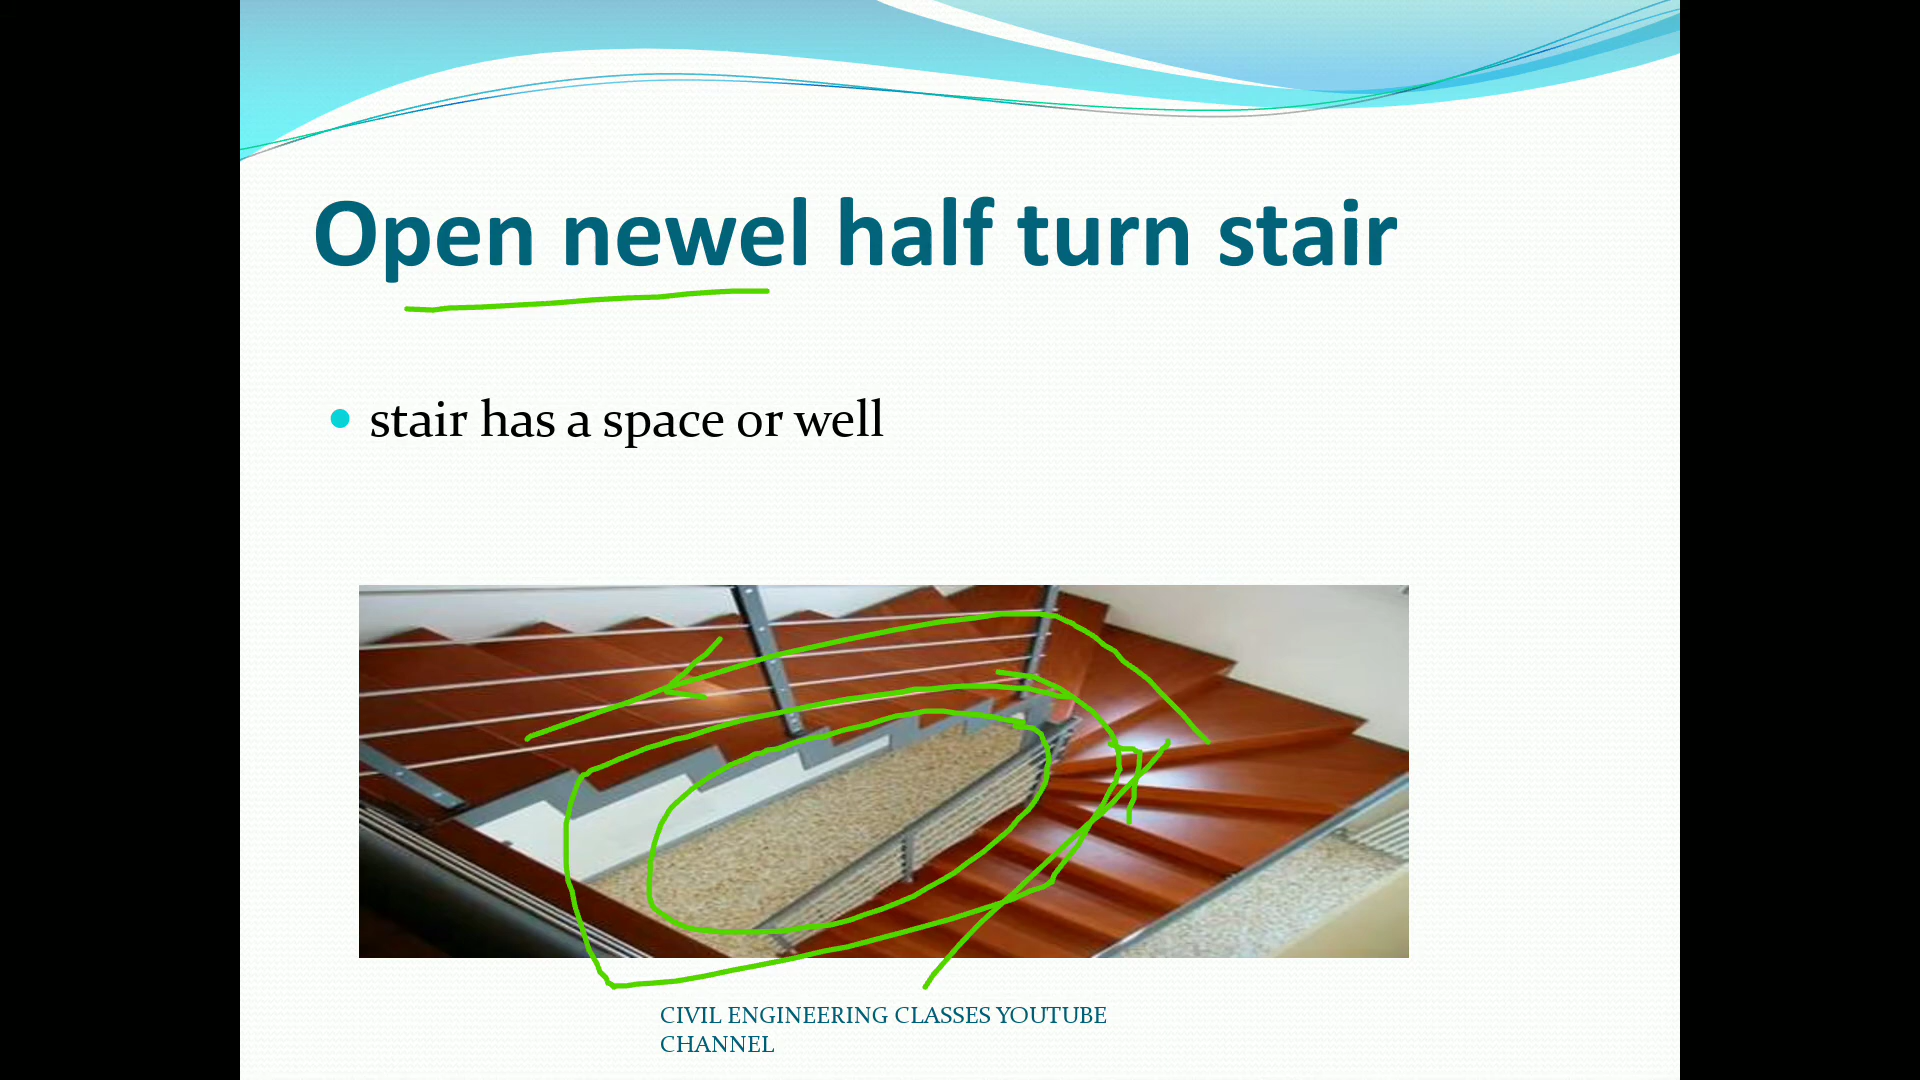 Open newel half turn stair
stair has a space or well
CIVIL ENGINEERING CLASSES YOUTUBE
CHANNEL